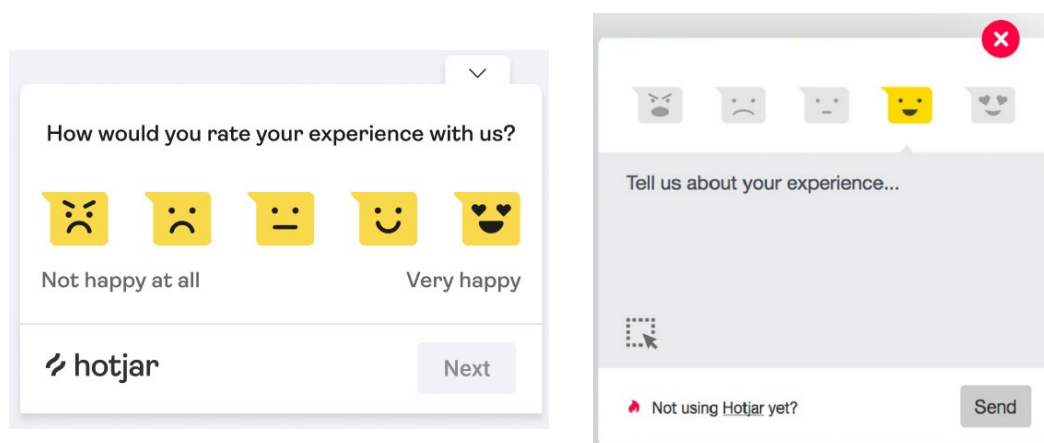 How would you rate your experience with us?
Not happy at all
Very happy
hotjar
Next
Tell us about your experience...
Not using Hotjar yet?
Send